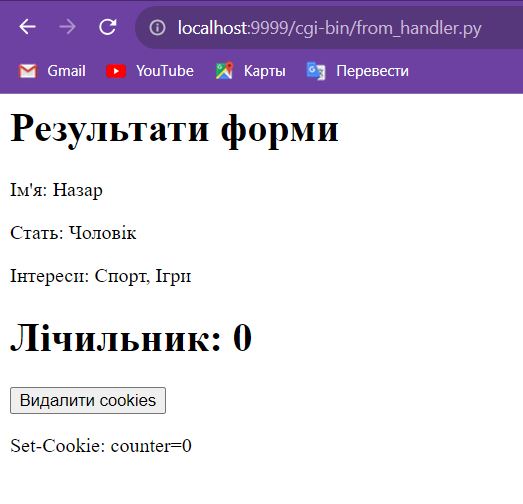 localhost:9999/cgi-bin/from_handler.py
Gmail YouTube Карты Перевести
Результати форми
Ім'я: Назар
Стать: Чоловік
Інтереси: Спорт, Ігри
Лічильник: 0
Видалити cookies
Set-Cookie: counter=0